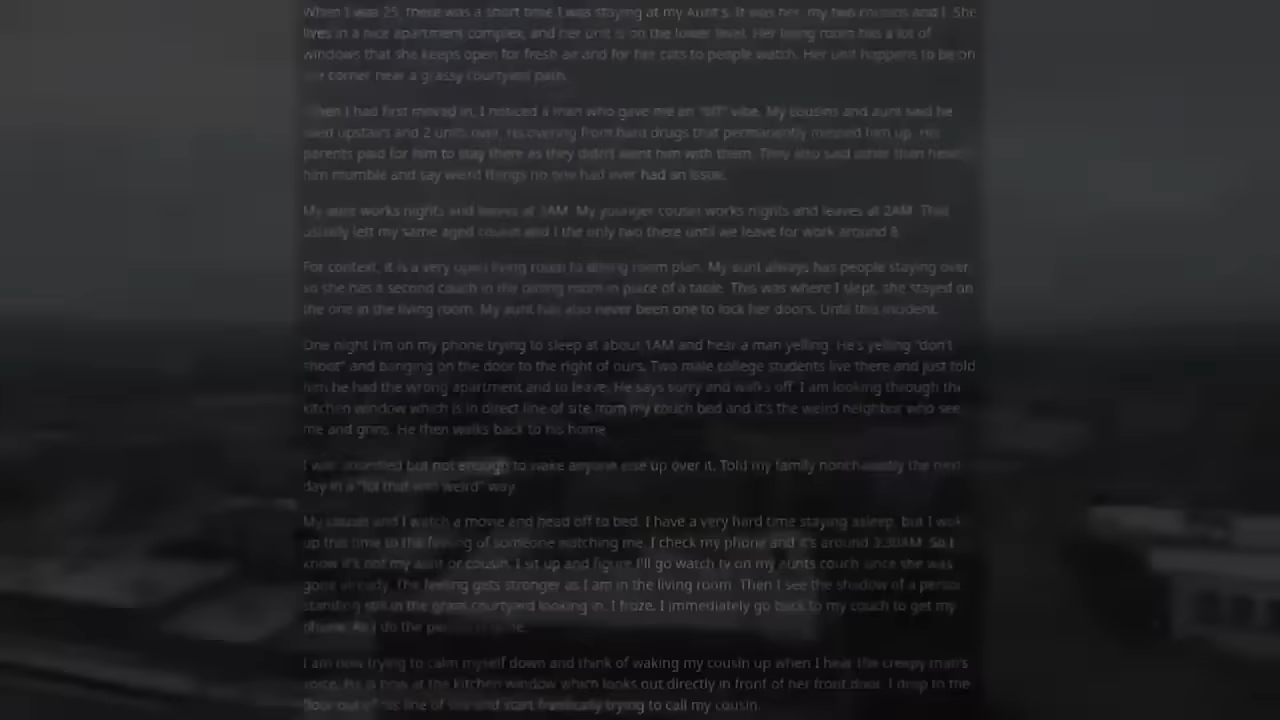 When I was 25, there was a short time I was staying at my Aunt's. It was her, my two cousins and I. She
lives in a nice apartment complex, and her unit is on the lower level. Her living room has a lot of
windows that she keeps open for fresh air and for her cats to people watch. Her unit happens to be on
the corner near a grassy courtyard path.
When I had first moved in, I noticed a man who gave me an "off" vibe. My cousins and aunt said he
lived upstairs and 2 units over, recovering from hard drugs that permanently messed him up. His
parents paid for him to stay there as they didn't want him with them. They also said other than hearing
him mumble and say weird things no one had ever had an issue.
My aunt works nights and leaves at 1AM. My younger cousin works nights and leaves at 2AM. This
usually left my same aged cousin and I the only two there until we leave for work around 8.
For context, it is a very open living room to dining room plan. My aunt always has people staying over,
so she has a second couch in the dining room in place of a table. This was where I slept, she stayed on
the one in the living room. My aunt has also never been one to lock her doors. Until this incident.
One night I'm on my phone trying to sleep at about 1AM and hear a man yelling. He's yelling "don't
shoot" and banging on the door to the right of ours. Two male college students live there and just told
him he had the wrong apartment and to leave. He says sorry and walks off. I am looking through the
kitchen window which is in direct line of site from my couch bed and it's the weird neighbor who sees
me and grins. He then walks back to his home.
I was unsettled but not enough to wake anyone else up over it. Told my family nonchalantly the next
day in a "lol that was weird" way.
My cousin and I watch a movie and head off to bed. I have a very hard time staying asleep, but I woke
up this time to the feeling of someone watching me. I check my phone and it's around 3:30AM. So I
know it's not my aunt or cousin. I sit up and figure I'll go watch tv on my aunts couch since she was
gone already. The feeling gets stronger as I am in the living room. Then I see the shadow of a person
standing still in the grass courtyard looking in. I froze. I immediately go back to my couch to get my
phone. As I do the person is gone.
I am now trying to calm myself down and think of waking my cousin up when I hear the creepy man's
voice. He is now at the kitchen window which looks out directly in front of her front door. I drop to the
floor out of his line of site and start frantically trying to call my cousin.